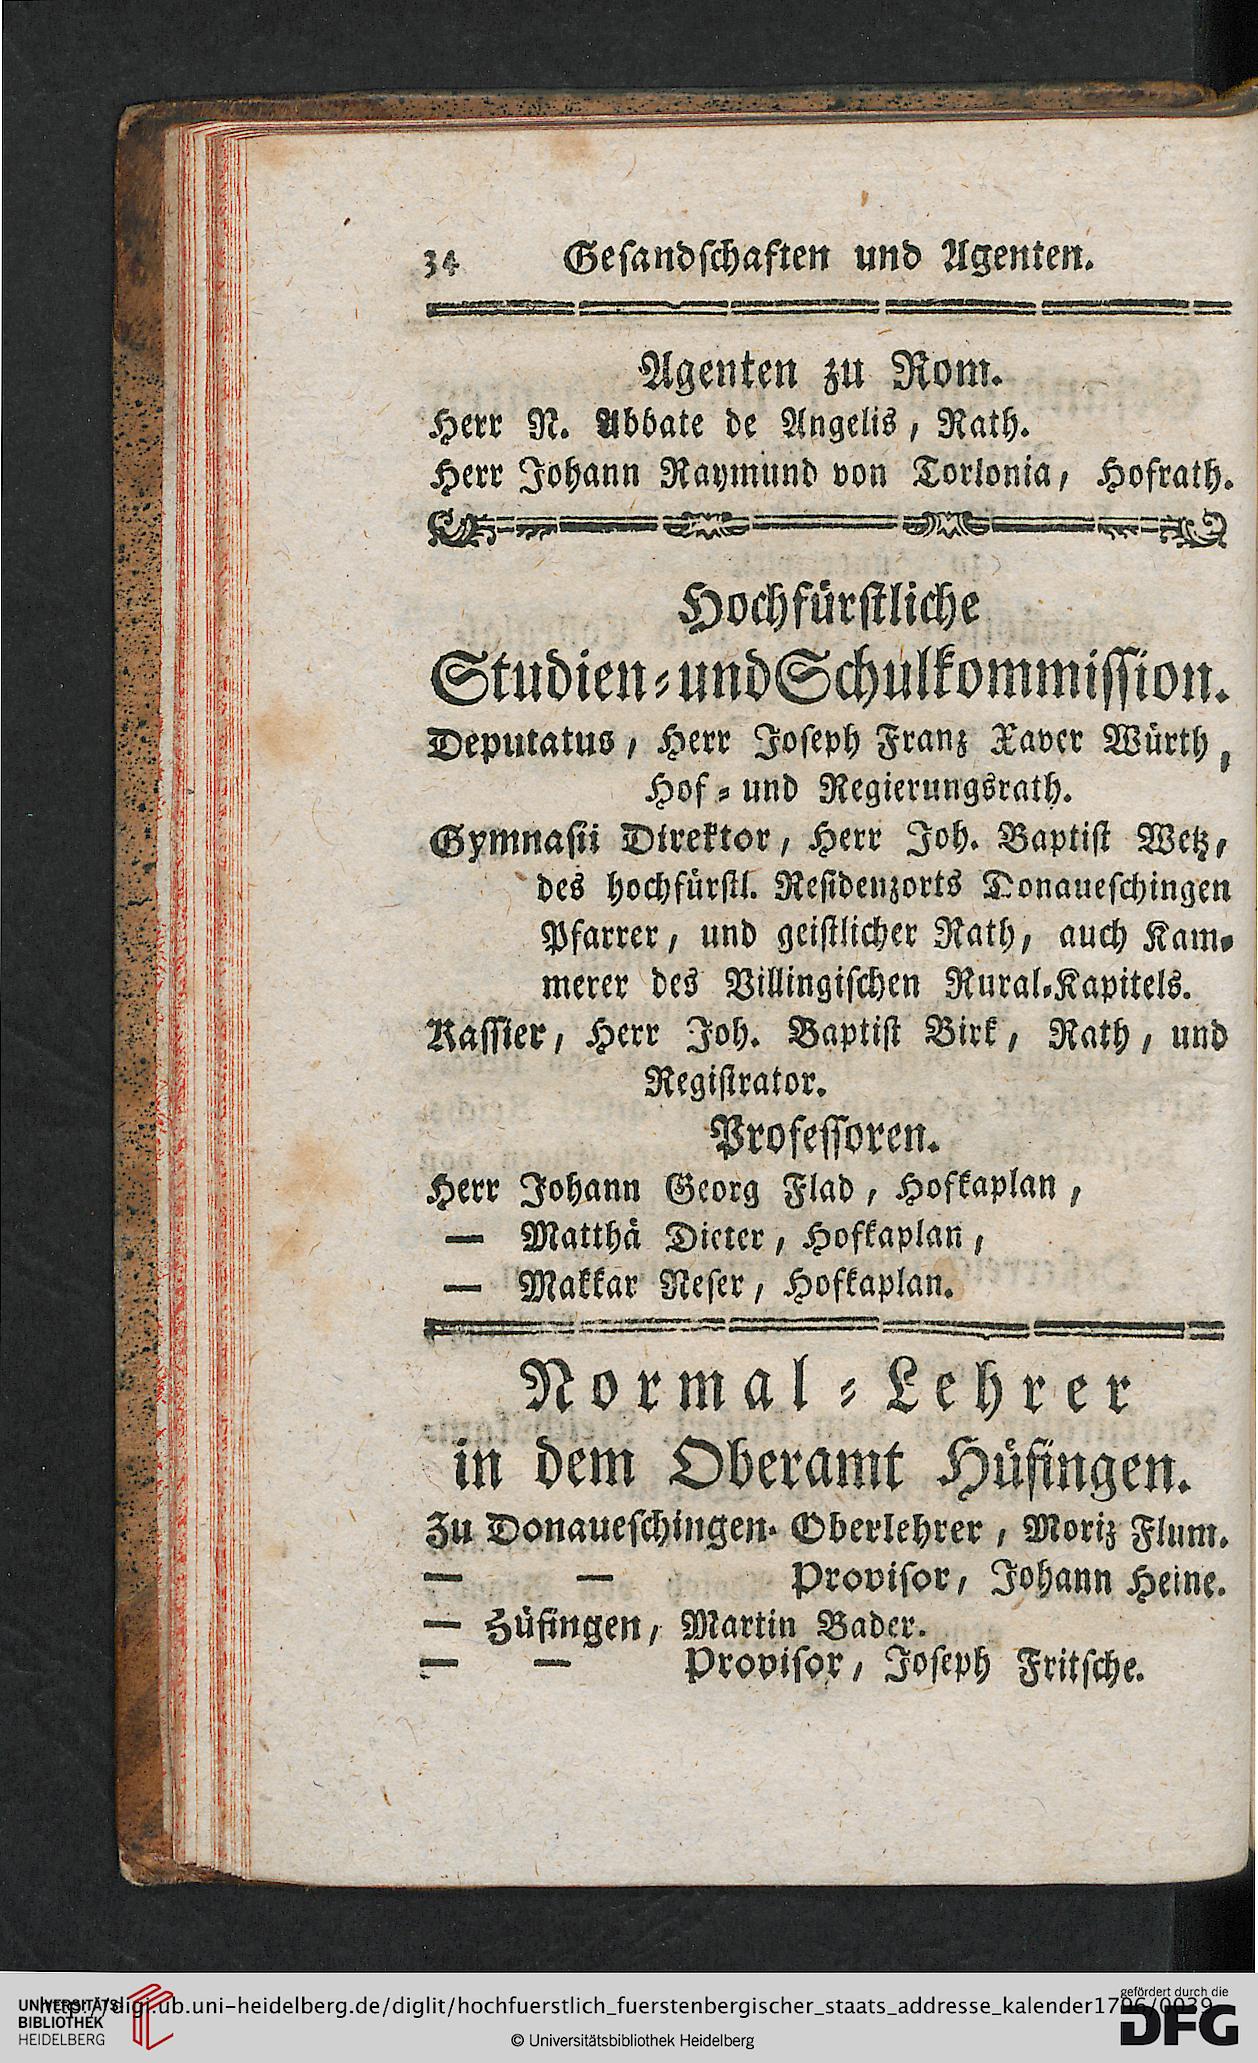 34 Geſandſchaften und Agenten.
Agenten zu Rom.
Herr N. Abbate de Angelis, Rath.
Herr Johann Raymund von Torlonia, Hofrath.
Hochfürſtliche
Studien- und Schulkommiſſion.
Deputatus, Herr Joſeph Franz Xaver Würth,
Hof- und Regierungsrath.
Gymnaſii Direktor, Herr Joh. Baptiſt Wetz,
des hochfürſtl. Reſidenzorts Donaueſchingen
Pfarrer, und geiſtlicher Rath, auch Kam-
merer des Villingiſchen Rural-Kapitels.
Kaſſier, Herr Joh. Baptiſt Birk, Rath, und
Regiſtrator.
Profeſſoren.
Herr Johann Georg Flad, Hofkaplan,
— Matthä Dieter, Hofkaplan,
— Makkar Neſer, Hofkaplan.
Normal-Lehrer
in dem Oberamt Hüfingen.
Zu Donaueſchingen. Oberlehrer, Moriz Flum.
— — Proviſor, Johann Heine.
— Hüfingen, Martin Bader.
— — Proviſor, Joſeph Fritſche.
UNIVERSITÄTS-
BIBLIOTHEK
HEIDELBERG
http://digi.ub.uni-heidelberg.de/diglit/hochfuerstlich_fuerstenbergischer_staats_addresse_kalender1796/0039
© Universitätsbibliothek Heidelberg
gefördert durch die
DFG